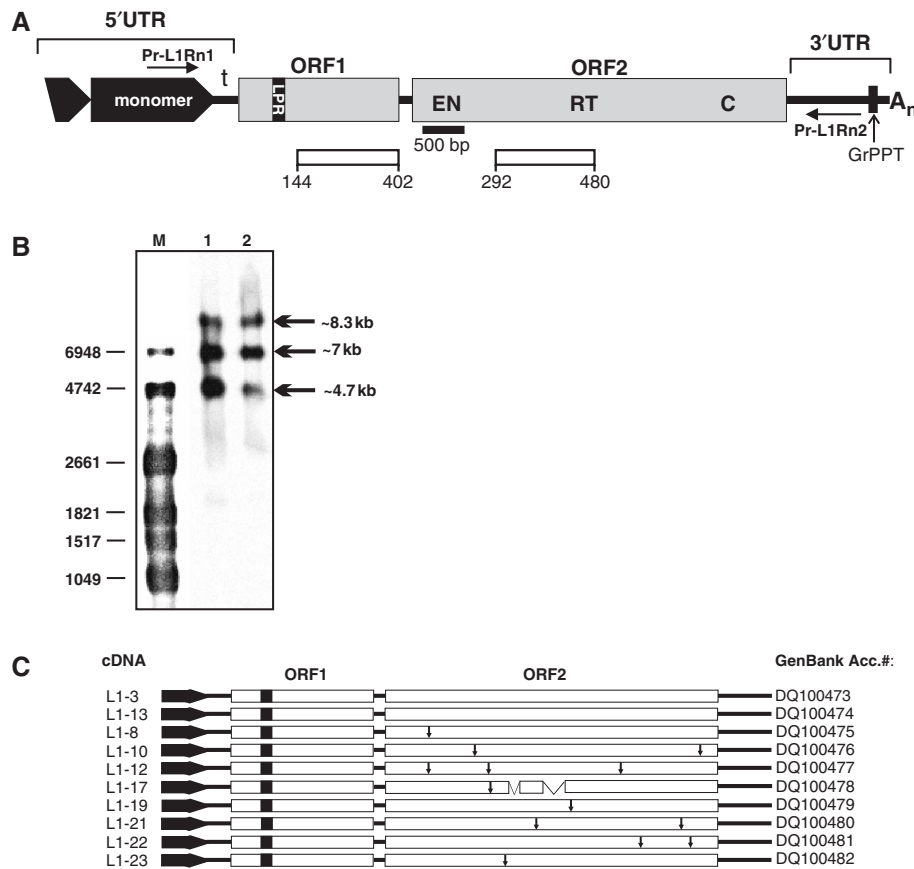 A
5′UTR
Pr-L1Rn1
t
ORF1
ORF2
3′UTR
monomer
LPR
EN
RT
C
An
500 bp
Pr-L1Rn2
GrPPT
144
402
292
480
B
M 1 2
~8.3 kb
6948
~7 kb
4742
~4.7 kb
2661
1821
1517
1049
C
cDNA
ORF1
ORF2
GenBank Acc.#:
L1-3 DQ100473
L1-13 DQ100474
L1-8 DQ100475
L1-10 DQ100476
L1-12 DQ100477
L1-17 DQ100478
L1-19 DQ100479
L1-21 DQ100480
L1-22 DQ100481
L1-23 DQ100482